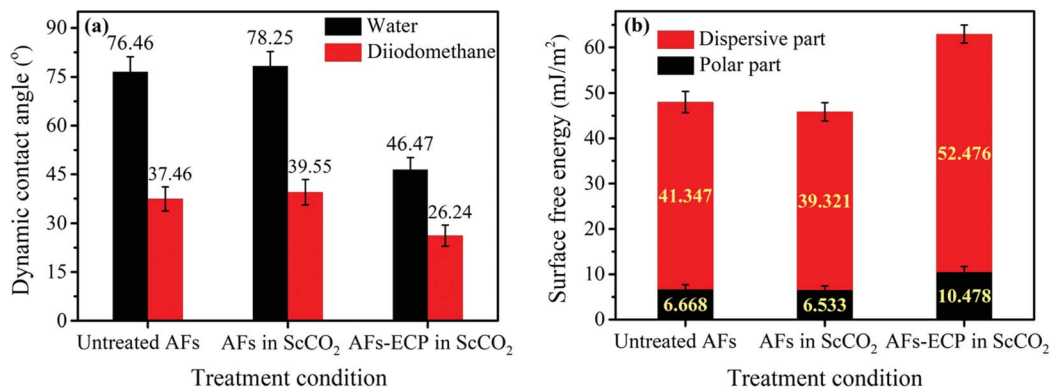 (a)
Water
Diiodomethane
Dynamic contact angle (°)
90
75
60
45
30
15
0
76.46
37.46
78.25
39.55
46.47
26.24
Untreated AFs
AFs in ScCO₂
AFs-ECP in ScCO₂
Treatment condition
(b)
Dispersive part
Polar part
Surface free energy (mJ/m²)
60
50
40
30
20
10
0
41.347
6.668
39.321
6.533
52.476
10.478
Untreated AFs
AFs in ScCO₂
AFs-ECP in ScCO₂
Treatment condition